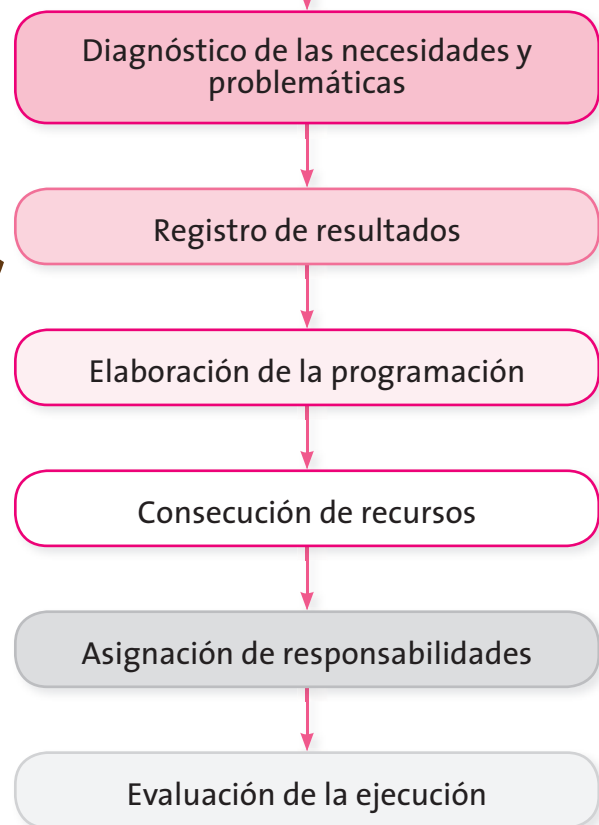 Diagnóstico de las necesidades y
problemáticas
Registro de resultados
Elaboración de la programación
Consecución de recursos
Asignación de responsabilidades
Evaluación de la ejecución